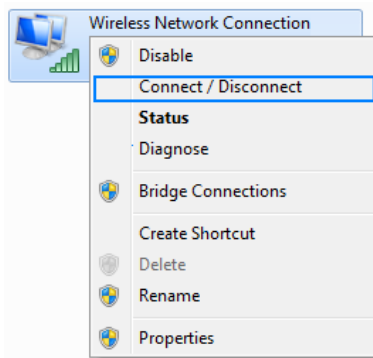 Wireless Network Connection
Disable
Connect / Disconnect
Status
Diagnose
Bridge Connections
Create Shortcut
Delete
Rename
Properties